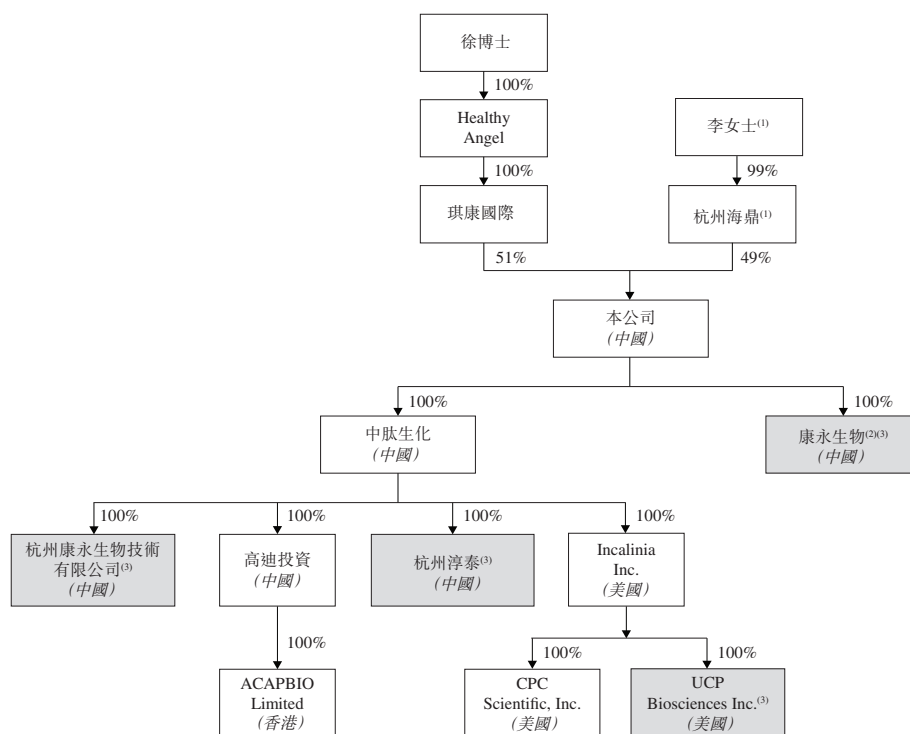 徐博士
100%
Healthy
Angel
李女士(1)
100%
99%
琪康國際
杭州海鼎(1)
51%
49%
本公司
(中國)
100%
100%
中肽生化
(中國)
康永生物(2)(3)
(中國)
100%
100%
100%
100%
杭州康永生物技術
有限公司(3)
(中國)
高迪投資
(中國)
杭州淳泰(3)
(中國)
Incalinia
Inc.
(美國)
100%
100%
100%
ACAPBIO
Limited
(香港)
CPC
Scientific, Inc.
(美國)
UCP
Biosciences Inc.(3)
(美國)